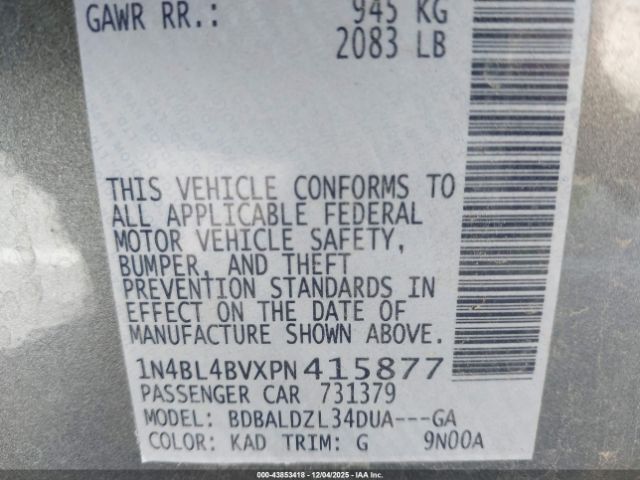 GAWR RR.: 945 KG
2083 LB
THIS VEHICLE CONFORMS TO
ALL APPLICABLE FEDERAL
MOTOR VEHICLE SAFETY,
BUMPER, AND THEFT
PREVENTION STANDARDS IN
EFFECT ON THE DATE OF
MANUFACTURE SHOWN ABOVE.
1N4BL4BVXPN415877
PASSENGER CAR 731379
MODEL: BDBALDZL34DUA---GA
COLOR: KAD TRIM: G 9N00A
000-43853418 - 12/04/2025 - IAAI.COM